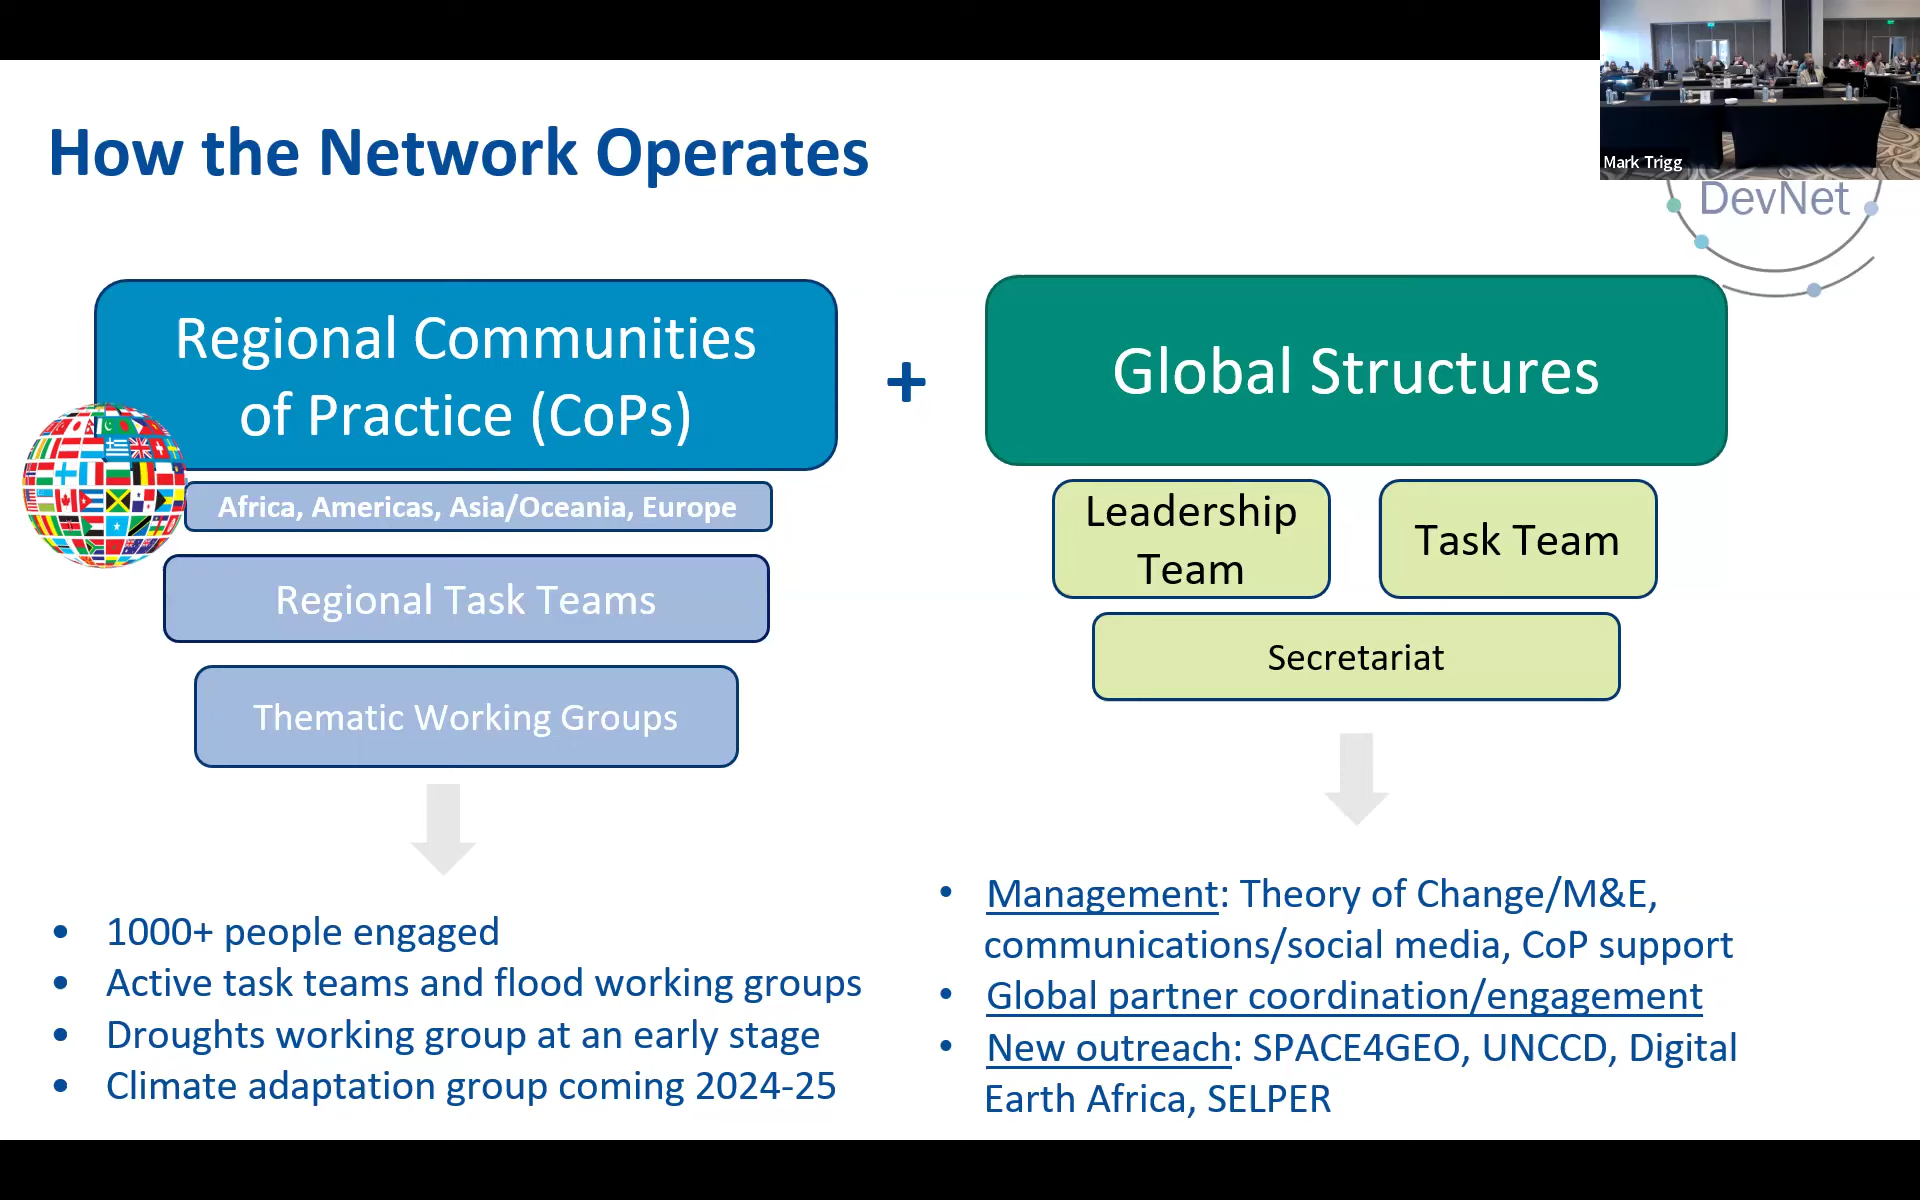 Mark Trigg
How the Network Operates
DevNet
Regional Communities
of Practice (CoPs)
+
Global Structures
Africa, Americas, Asia/Oceania, Europe
Regional Task Teams
Thematic Working Groups
Leadership
Team
Task Team
Secretariat
• 1000+ people engaged
• Active task teams and flood working groups
• Droughts working group at an early stage
• Climate adaptation group coming 2024-25
• Management: Theory of Change/M&E,
communications/social media, CoP support
• Global partner coordination/engagement
• New outreach: SPACE4GEO, UNCCD, Digital
Earth Africa, SELPER